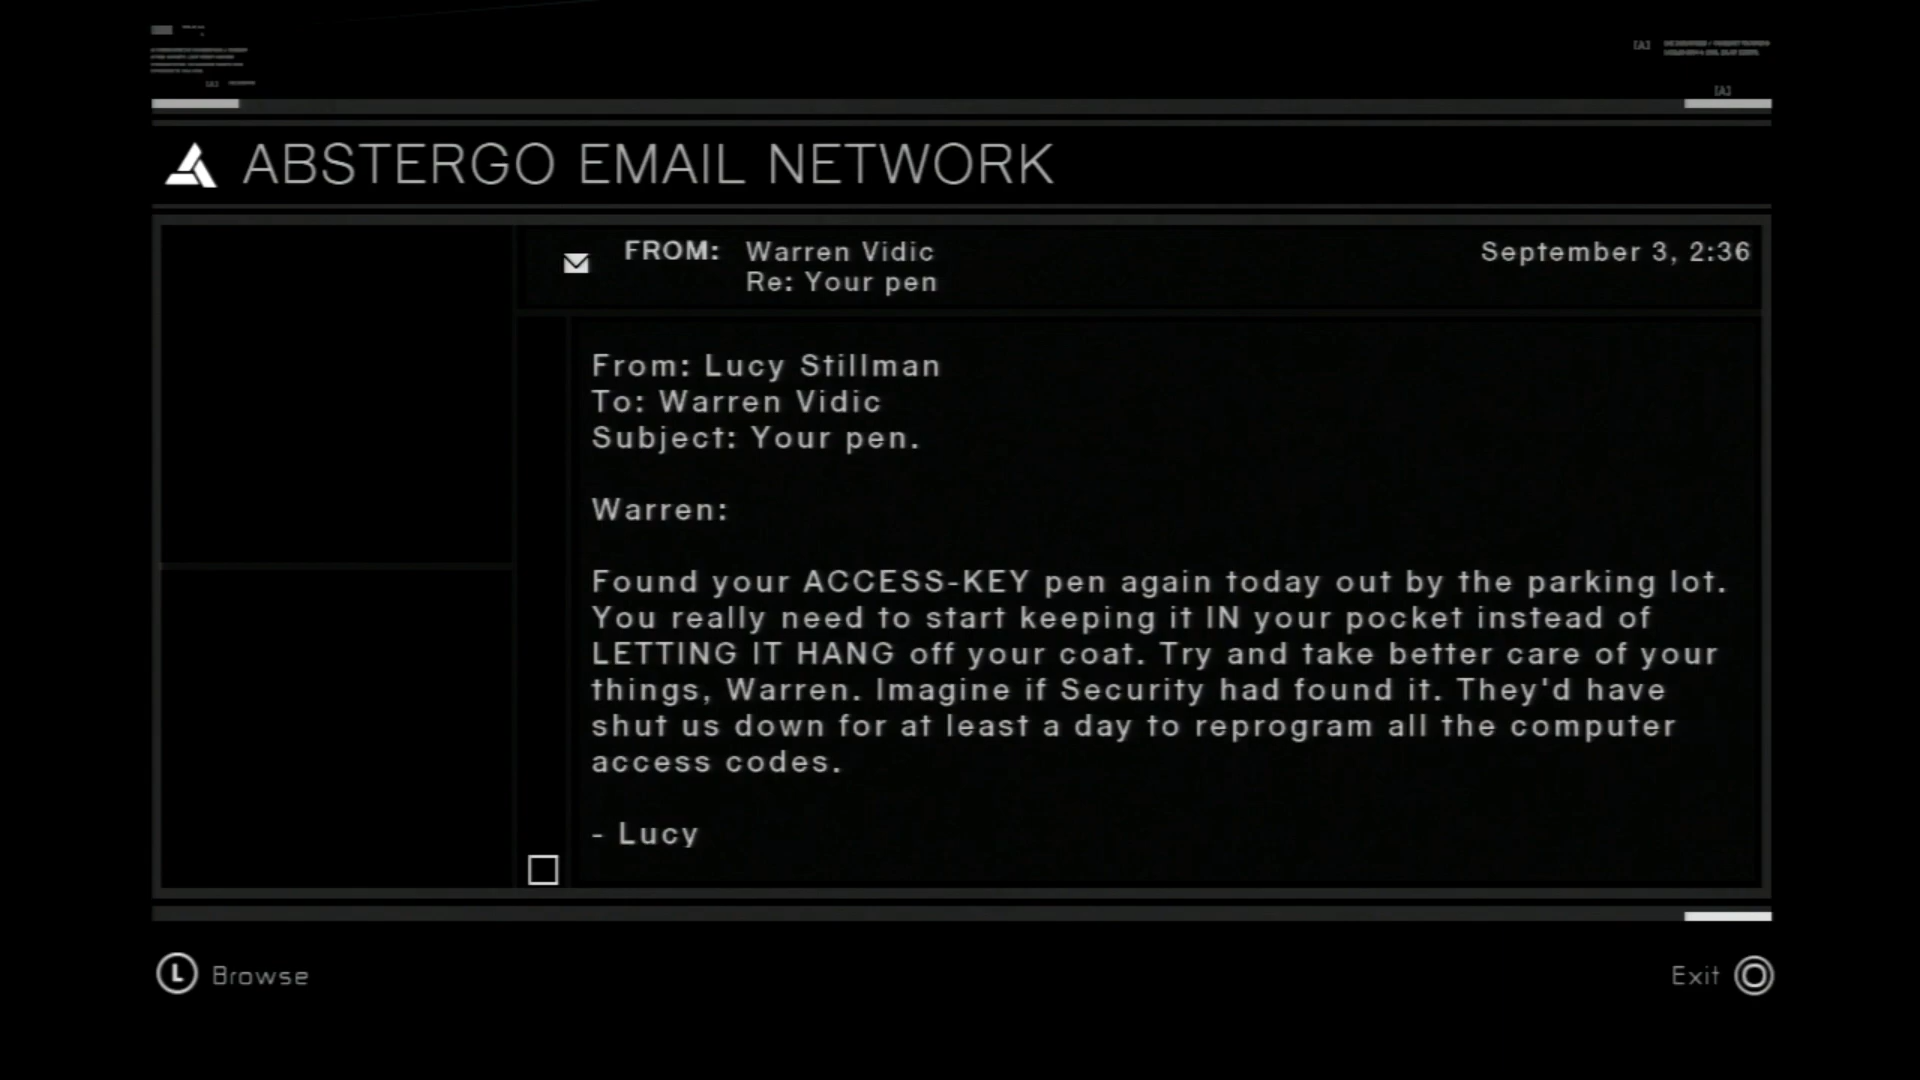 [A]
[A]
ABSTERGO EMAIL NETWORK
FROM: Warren Vidic
Re: Your pen
September 3, 2:36
From: Lucy Stillman
To: Warren Vidic
Subject: Your pen.
Warren:
Found your ACCESS-KEY pen again today out by the parking lot.
You really need to start keeping it IN your pocket instead of
LETTING IT HANG off your coat. Try and take better care of your
things, Warren. Imagine if Security had found it. They'd have
shut us down for at least a day to reprogram all the computer
access codes.
- Lucy
L Browse
Exit